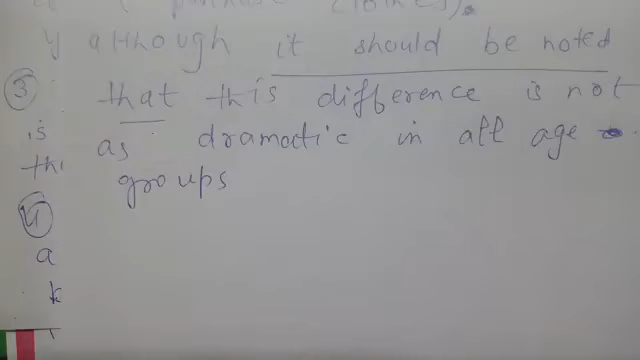 y although it should be noted
③ that this difference is not
is as dramatic in all age
thi groups
④
a
k